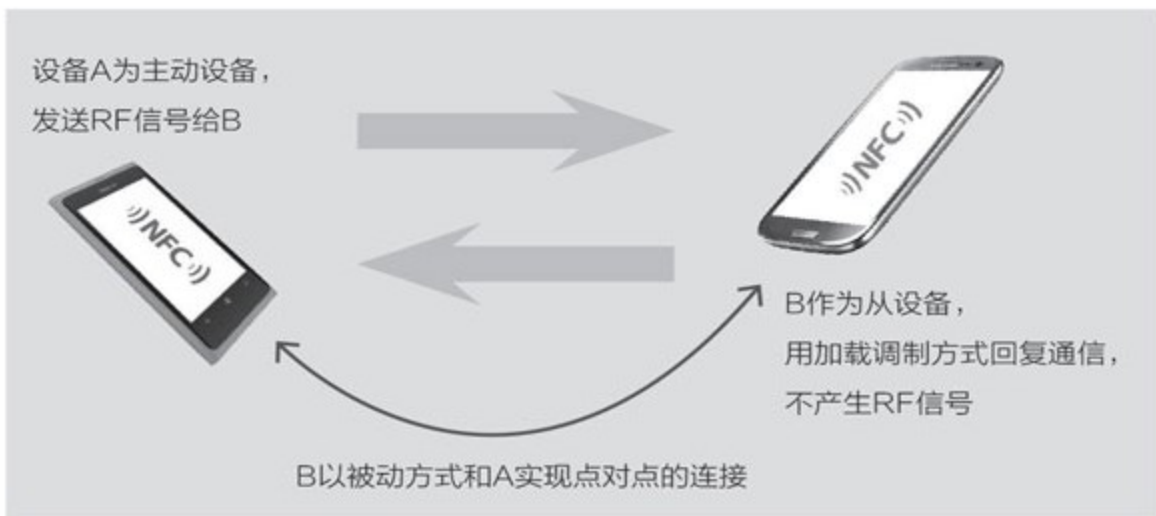 设备A为主动设备，
发送RF信号给B
NFC
NFC
B作为从设备，
用加载调制方式回复通信，
不产生RF信号
B以被动方式和A实现点对点的连接